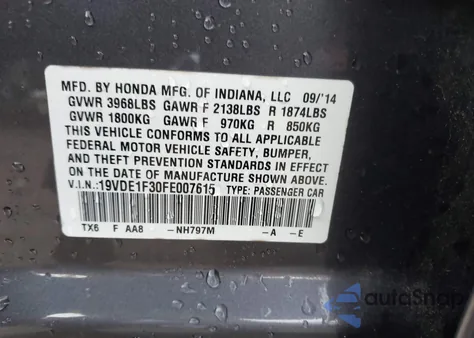 MFD. BY HONDA MFG. OF INDIANA, LLC 09/'14
GVWR 3968LBS GAWR F 2138LBS R 1874LBS
GVWR 1800KG GAWR F 970KG R 850KG
THIS VEHICLE CONFORMS TO ALL APPLICABLE
FEDERAL MOTOR VEHICLE SAFETY, BUMPER,
AND THEFT PREVENTION STANDARDS IN EFFECT
ON THE DATE OF MANUFACTURE SHOWN ABOVE.
V.I.N.:19VDE1F30FE007615 TYPE: PASSENGER CAR
TX6 F AA8 -NH797M -A -E
autoSnap